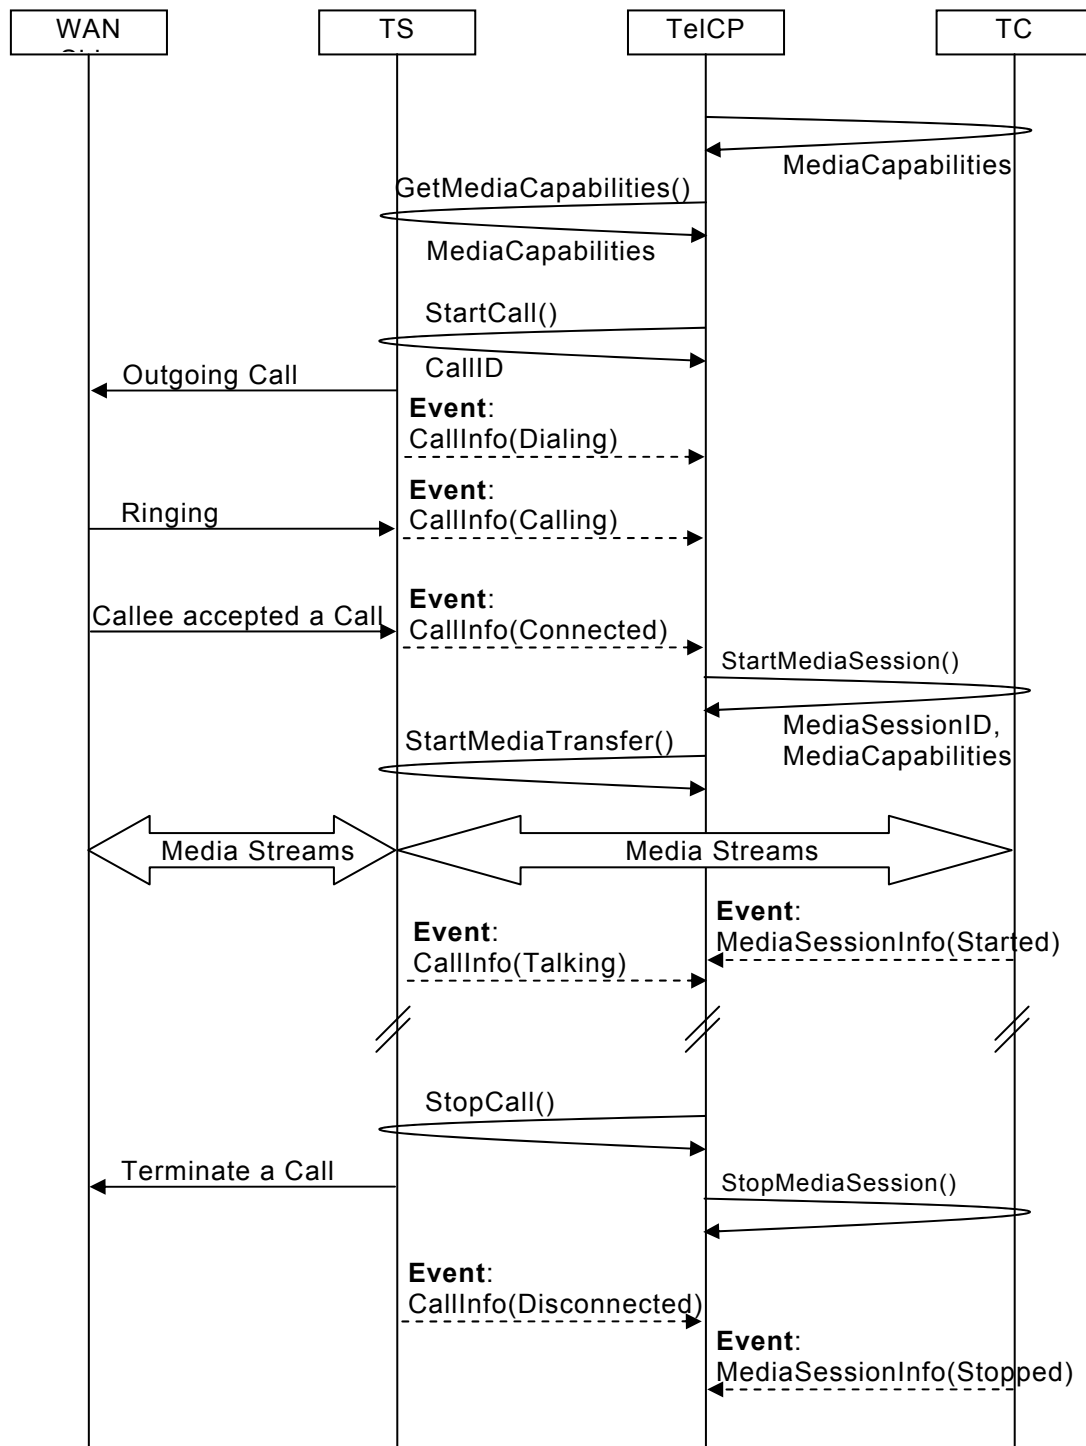 WAN
TS
TelCP
TC
MediaCapabilities
GetMediaCapabilities()
MediaCapabilities
StartCall()
CallID
Outgoing Call
Event:
CallInfo(Dialing)
Event:
Ringing
CallInfo(Calling)
Event:
Callee accepted a Call
CallInfo(Connected)
StartMediaSession()
MediaSessionID,
MediaCapabilities
StartMediaTransfer()
Media Streams
Media Streams
Event:
MediaSessionInfo(Started)
Event:
CallInfo(Talking)
StopCall()
Terminate a Call
StopMediaSession()
Event:
CallInfo(Disconnected)
Event:
MediaSessionInfo(Stopped)